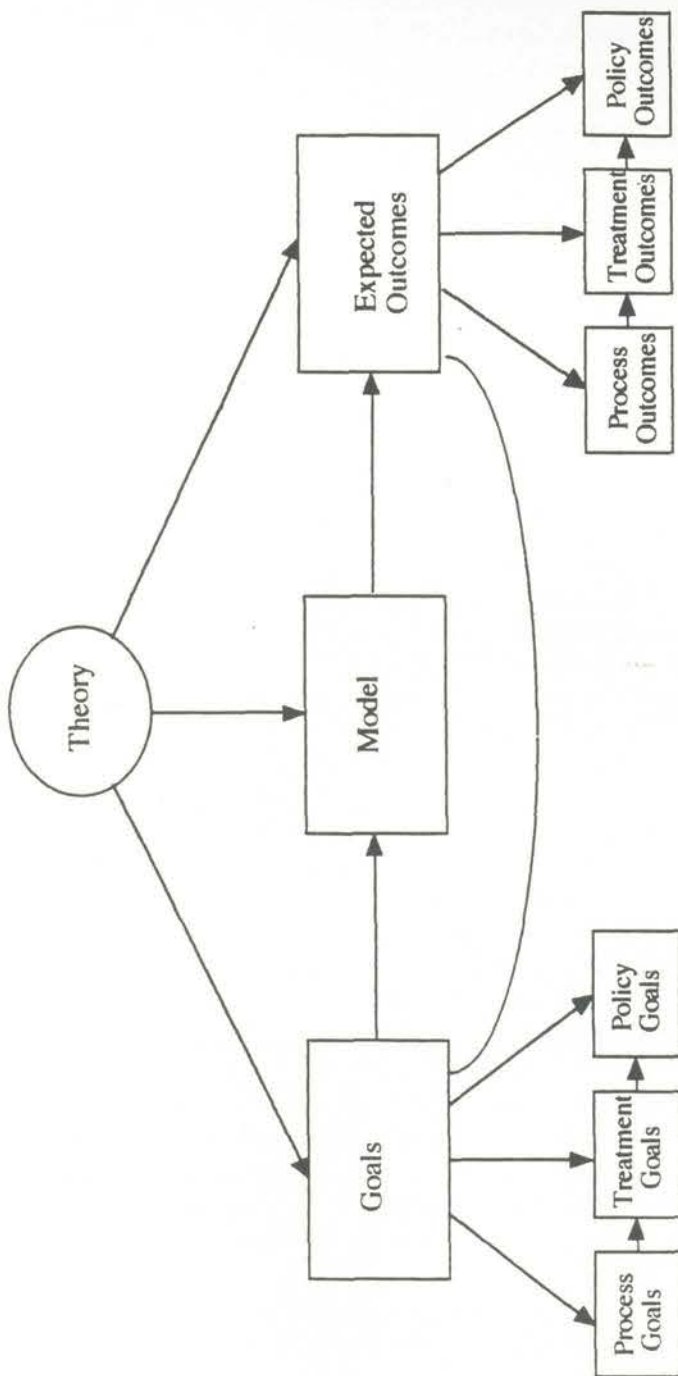 Theory
Goals
Model
Expected
Outcomes
Process
Goals
Treatment
Goals
Policy
Goals
Process
Outcomes
Treatment
Outcomes
Policy
Outcomes